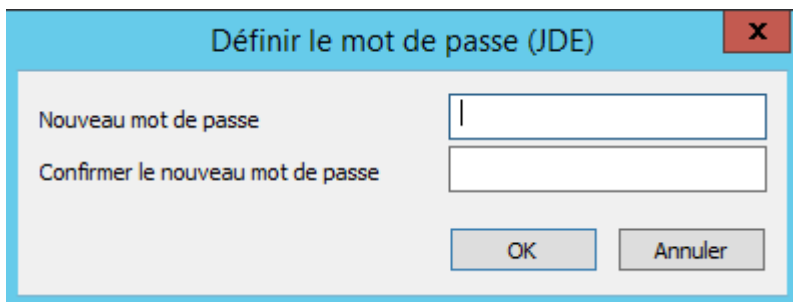 Définir le mot de passe (JDE)
x
Nouveau mot de passe
Confirmer le nouveau mot de passe
OK Annuler